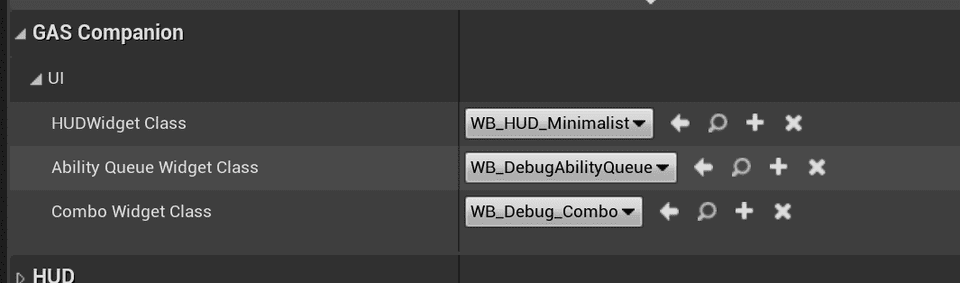 GAS Companion
UI
HUDWidget Class WB_HUD_Minimalist
Ability Queue Widget Class WB_DebugAbilityQueue
Combo Widget Class WB_Debug_Combo
HUD